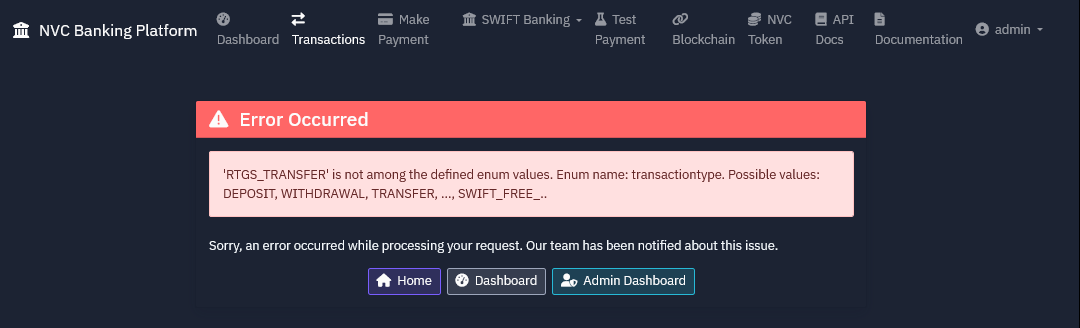 NVC Banking Platform
Dashboard
Transactions
Make
Payment
SWIFT Banking
Test
Payment
Blockchain
NVC
Token
API
Docs
Documentation
admin
Error Occurred
'RTGS_TRANSFER' is not among the defined enum values. Enum name: transactiontype. Possible values:
DEPOSIT, WITHDRAWAL, TRANSFER, ..., SWIFT_FREE_..
Sorry, an error occurred while processing your request. Our team has been notified about this issue.
Home
Dashboard
Admin Dashboard